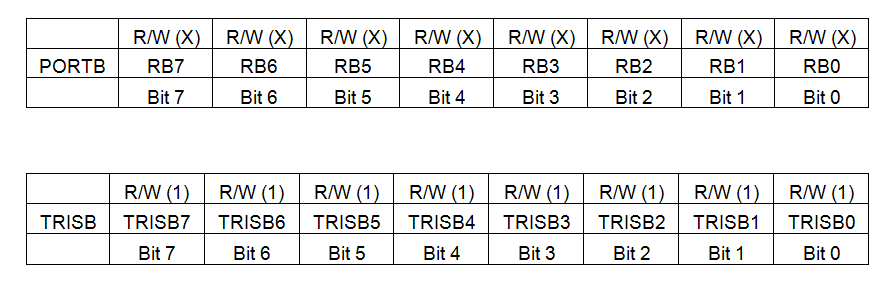 R/W (X) R/W (X) R/W (X) R/W (X) R/W (X) R/W (X) R/W (X) R/W (X)
PORTB RB7 RB6 RB5 RB4 RB3 RB2 RB1 RB0
Bit 7 Bit 6 Bit 5 Bit 4 Bit 3 Bit 2 Bit 1 Bit 0
R/W (1) R/W (1) R/W (1) R/W (1) R/W (1) R/W (1) R/W (1) R/W (1)
TRISB TRISB7 TRISB6 TRISB5 TRISB4 TRISB3 TRISB2 TRISB1 TRISB0
Bit 7 Bit 6 Bit 5 Bit 4 Bit 3 Bit 2 Bit 1 Bit 0